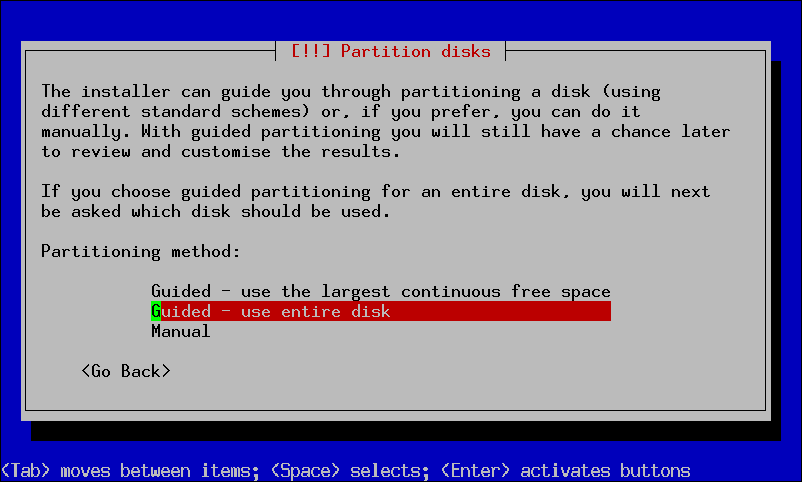 [!!] Partition disks
The installer can guide you through partitioning a disk (using
different standard schemes) or, if you prefer, you can do it
manually. With guided partitioning you will still have a chance later
to review and customise the results.
If you choose guided partitioning for an entire disk, you will next
be asked which disk should be used.
Partitioning method:
Guided - use the largest continuous free space
Guided - use entire disk
Manual
<Go Back>
<Tab> moves between items; <Space> selects; <Enter> activates buttons